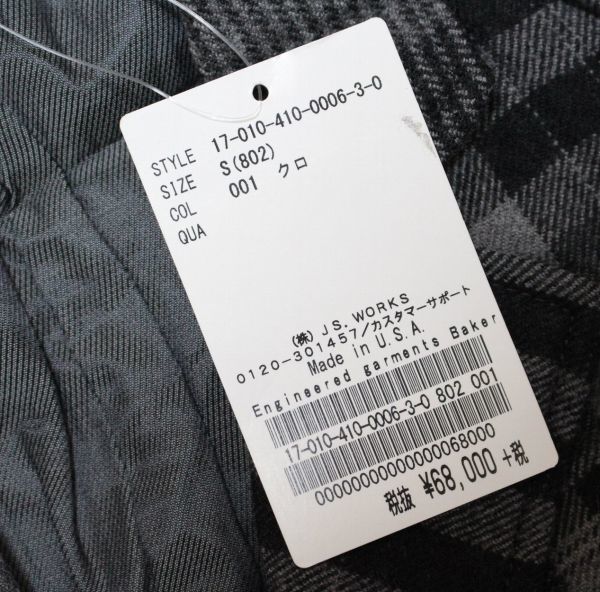 STYLE 17-010-410-0006-3-0
SIZE S(802)
COL 001 クロ
QUA
(株) JS.WORKS
0120-301457/カスタマーサポート
Made in U.S.A.
Engineered garments Baker
17-010-410-0006-3-0 802 001
0000000000000000068000
税抜 ¥68,000 +税